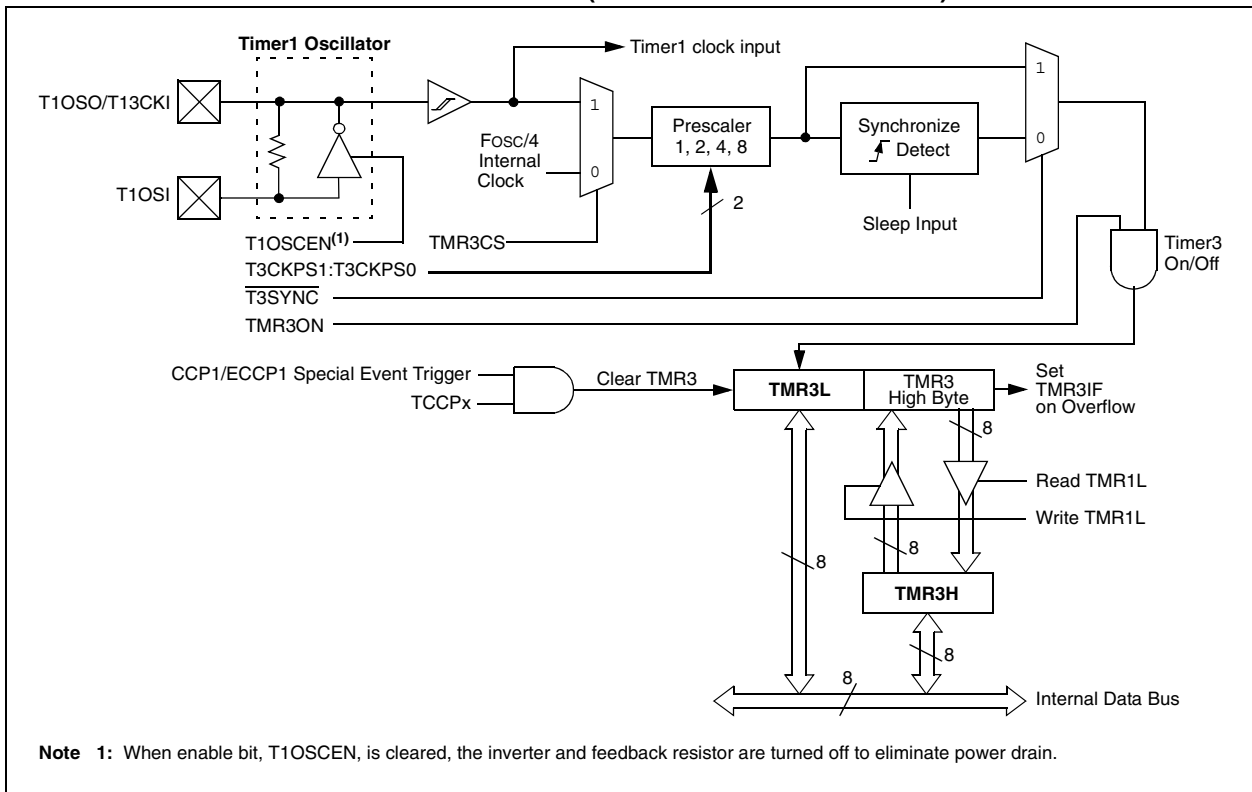 Timer1 Oscillator
Timer1 clock input
T1OSO/T13CKI
T1OSI
FOSC/4
Internal
Clock
1
0
Prescaler
1, 2, 4, 8
2
Synchronize
Detect
Sleep Input
1
0
T1OSCEN(1)
TMR3CS
T3CKPS1:T3CKPS0
T3SYNC
TMR3ON
Timer3
On/Off
CCP1/ECCP1 Special Event Trigger
TCCPx
Clear TMR3
TMR3L
TMR3
High Byte
Set
TMR3IF
on Overflow
8
Read TMR1L
Write TMR1L
8
8
TMR3H
8
8
Internal Data Bus
Note 1: When enable bit, T1OSCEN, is cleared, the inverter and feedback resistor are turned off to eliminate power drain.